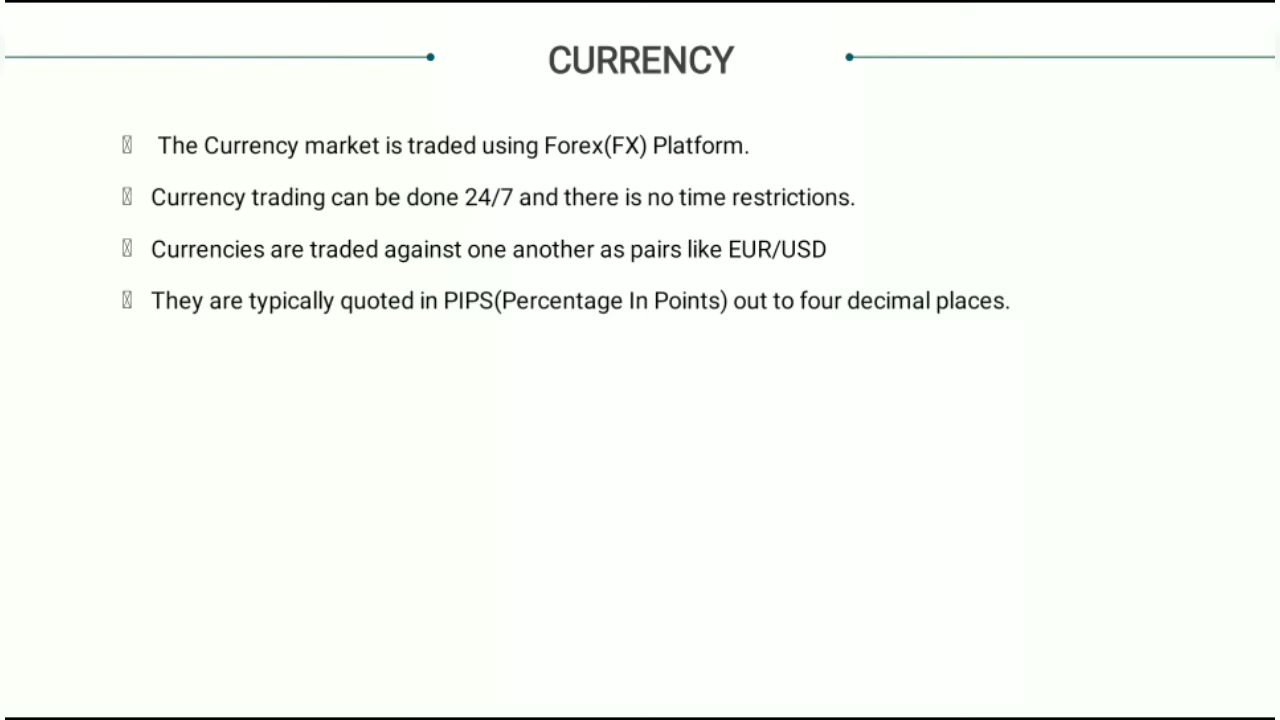 CURRENCY
The Currency market is traded using Forex(FX) Platform.
Currency trading can be done 24/7 and there is no time restrictions.
Currencies are traded against one another as pairs like EUR/USD
They are typically quoted in PIPS(Percentage In Points) out to four decimal places.